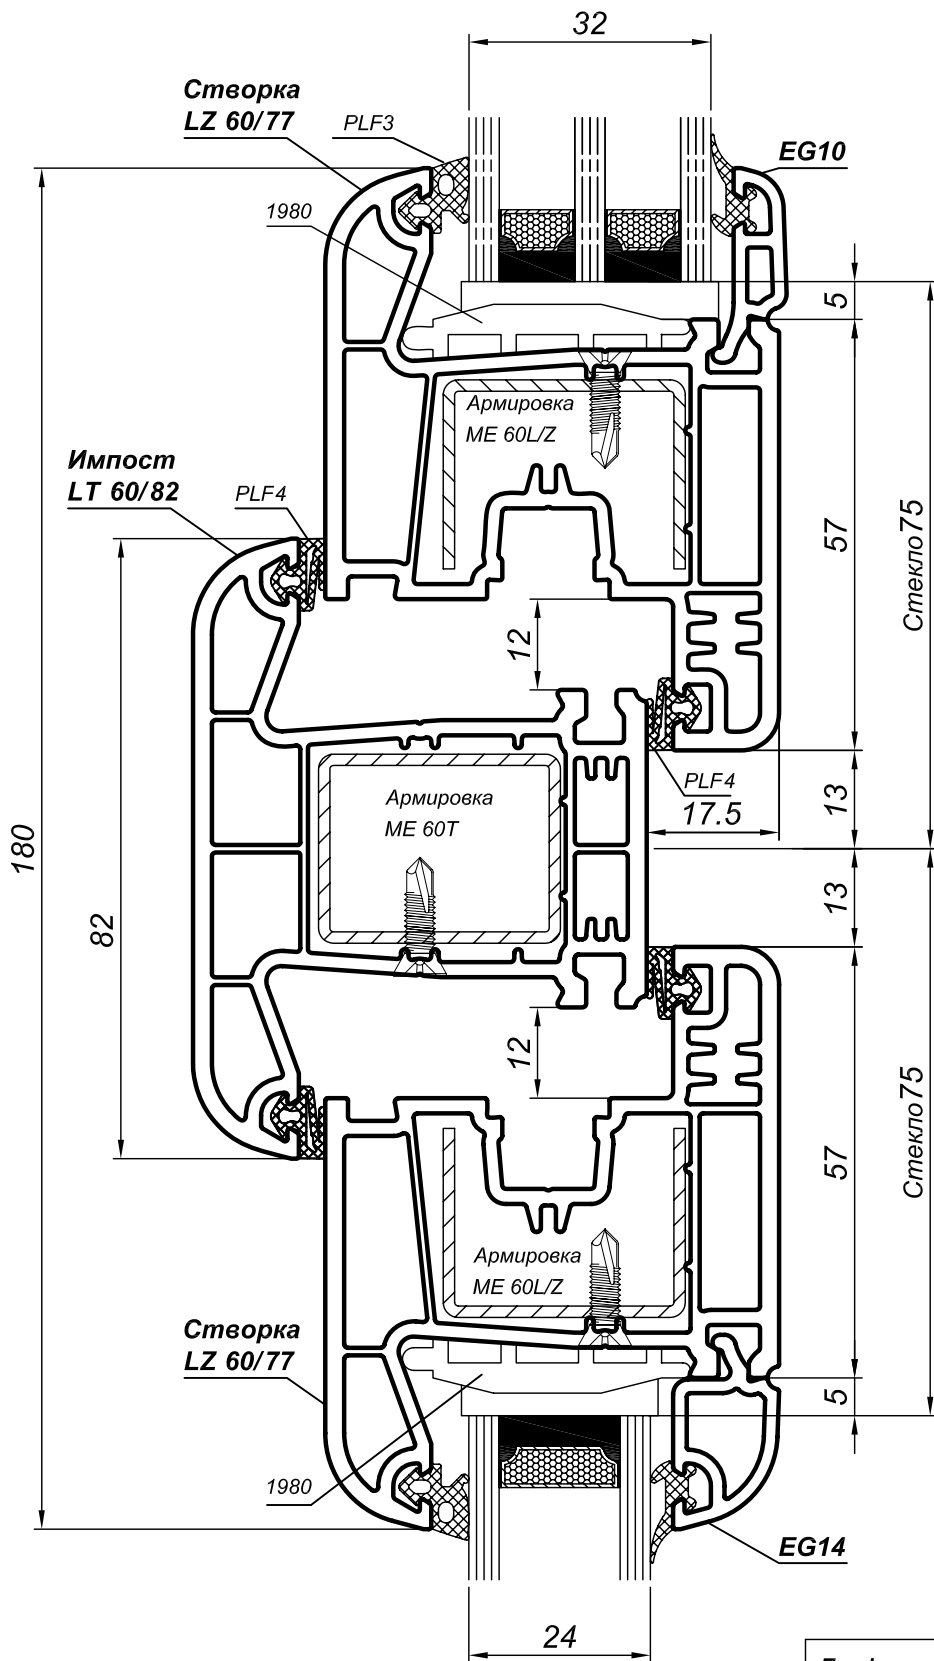 32
Створка
LZ 60/77
PLF3
EG10
1980
5
Армировка
ME 60L/Z
Импост
LT 60/82
PLF4
57
Стекло75
12
PLF4
17.5
13
Армировка
ME 60T
180
82
13
12
57
Стекло75
Армировка
ME 60L/Z
Створка
LZ 60/77
5
1980
EG14
24